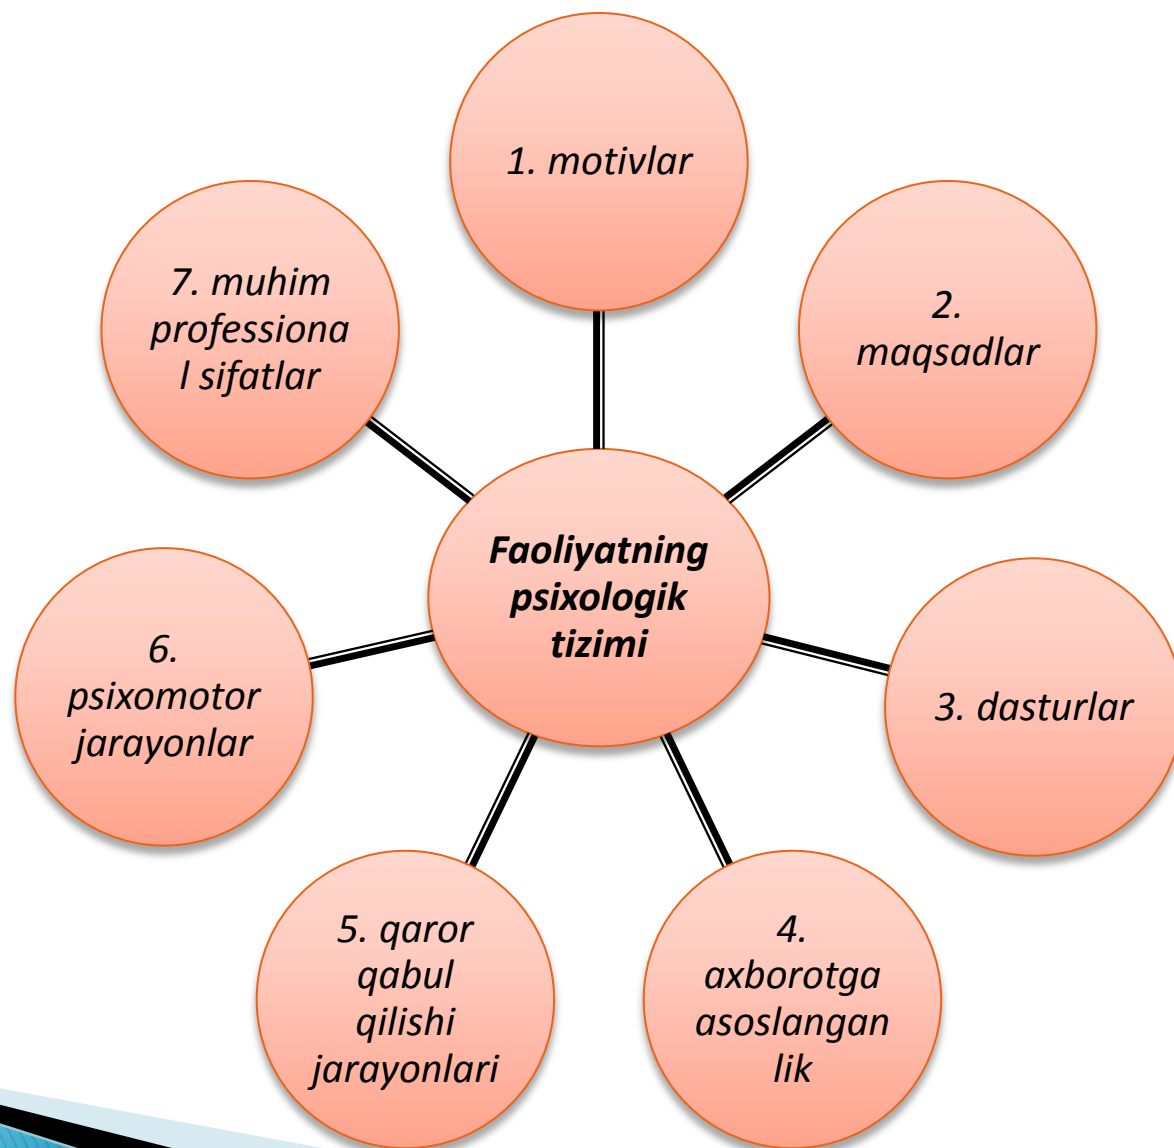 1. motivlar
2.
maqsadlar
3. dasturlar
4.
axborotga
asoslangan
lik
5. qaror
qabul
qilishi
jarayonlari
6.
psixomotor
jarayonlar
7. muhim
professiona
l sifatlar
Faoliyatning
psixologik
tizimi